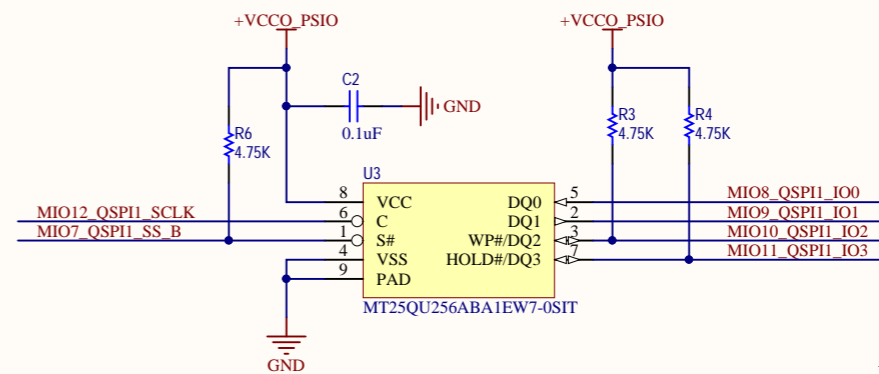 +VCCO_PSIO
+VCCO_PSIO
C2
GND
0.1uF
R6
4.75K
R3
4.75K
R4
4.75K
U3
8 VCC DQ0 5 MIO8_QSPI1_IO0
MIO12_QSPI1_SCLK 6 C DQ1 2 MIO9_QSPI1_IO1
MIO7_QSPI1_SS_B 1 S# WP#/DQ2 3 MIO10_QSPI1_IO2
4 VSS HOLD#/DQ3 7 MIO11_QSPI1_IO3
9 PAD
MT25QU256ABA1EW7-0SIT
GND